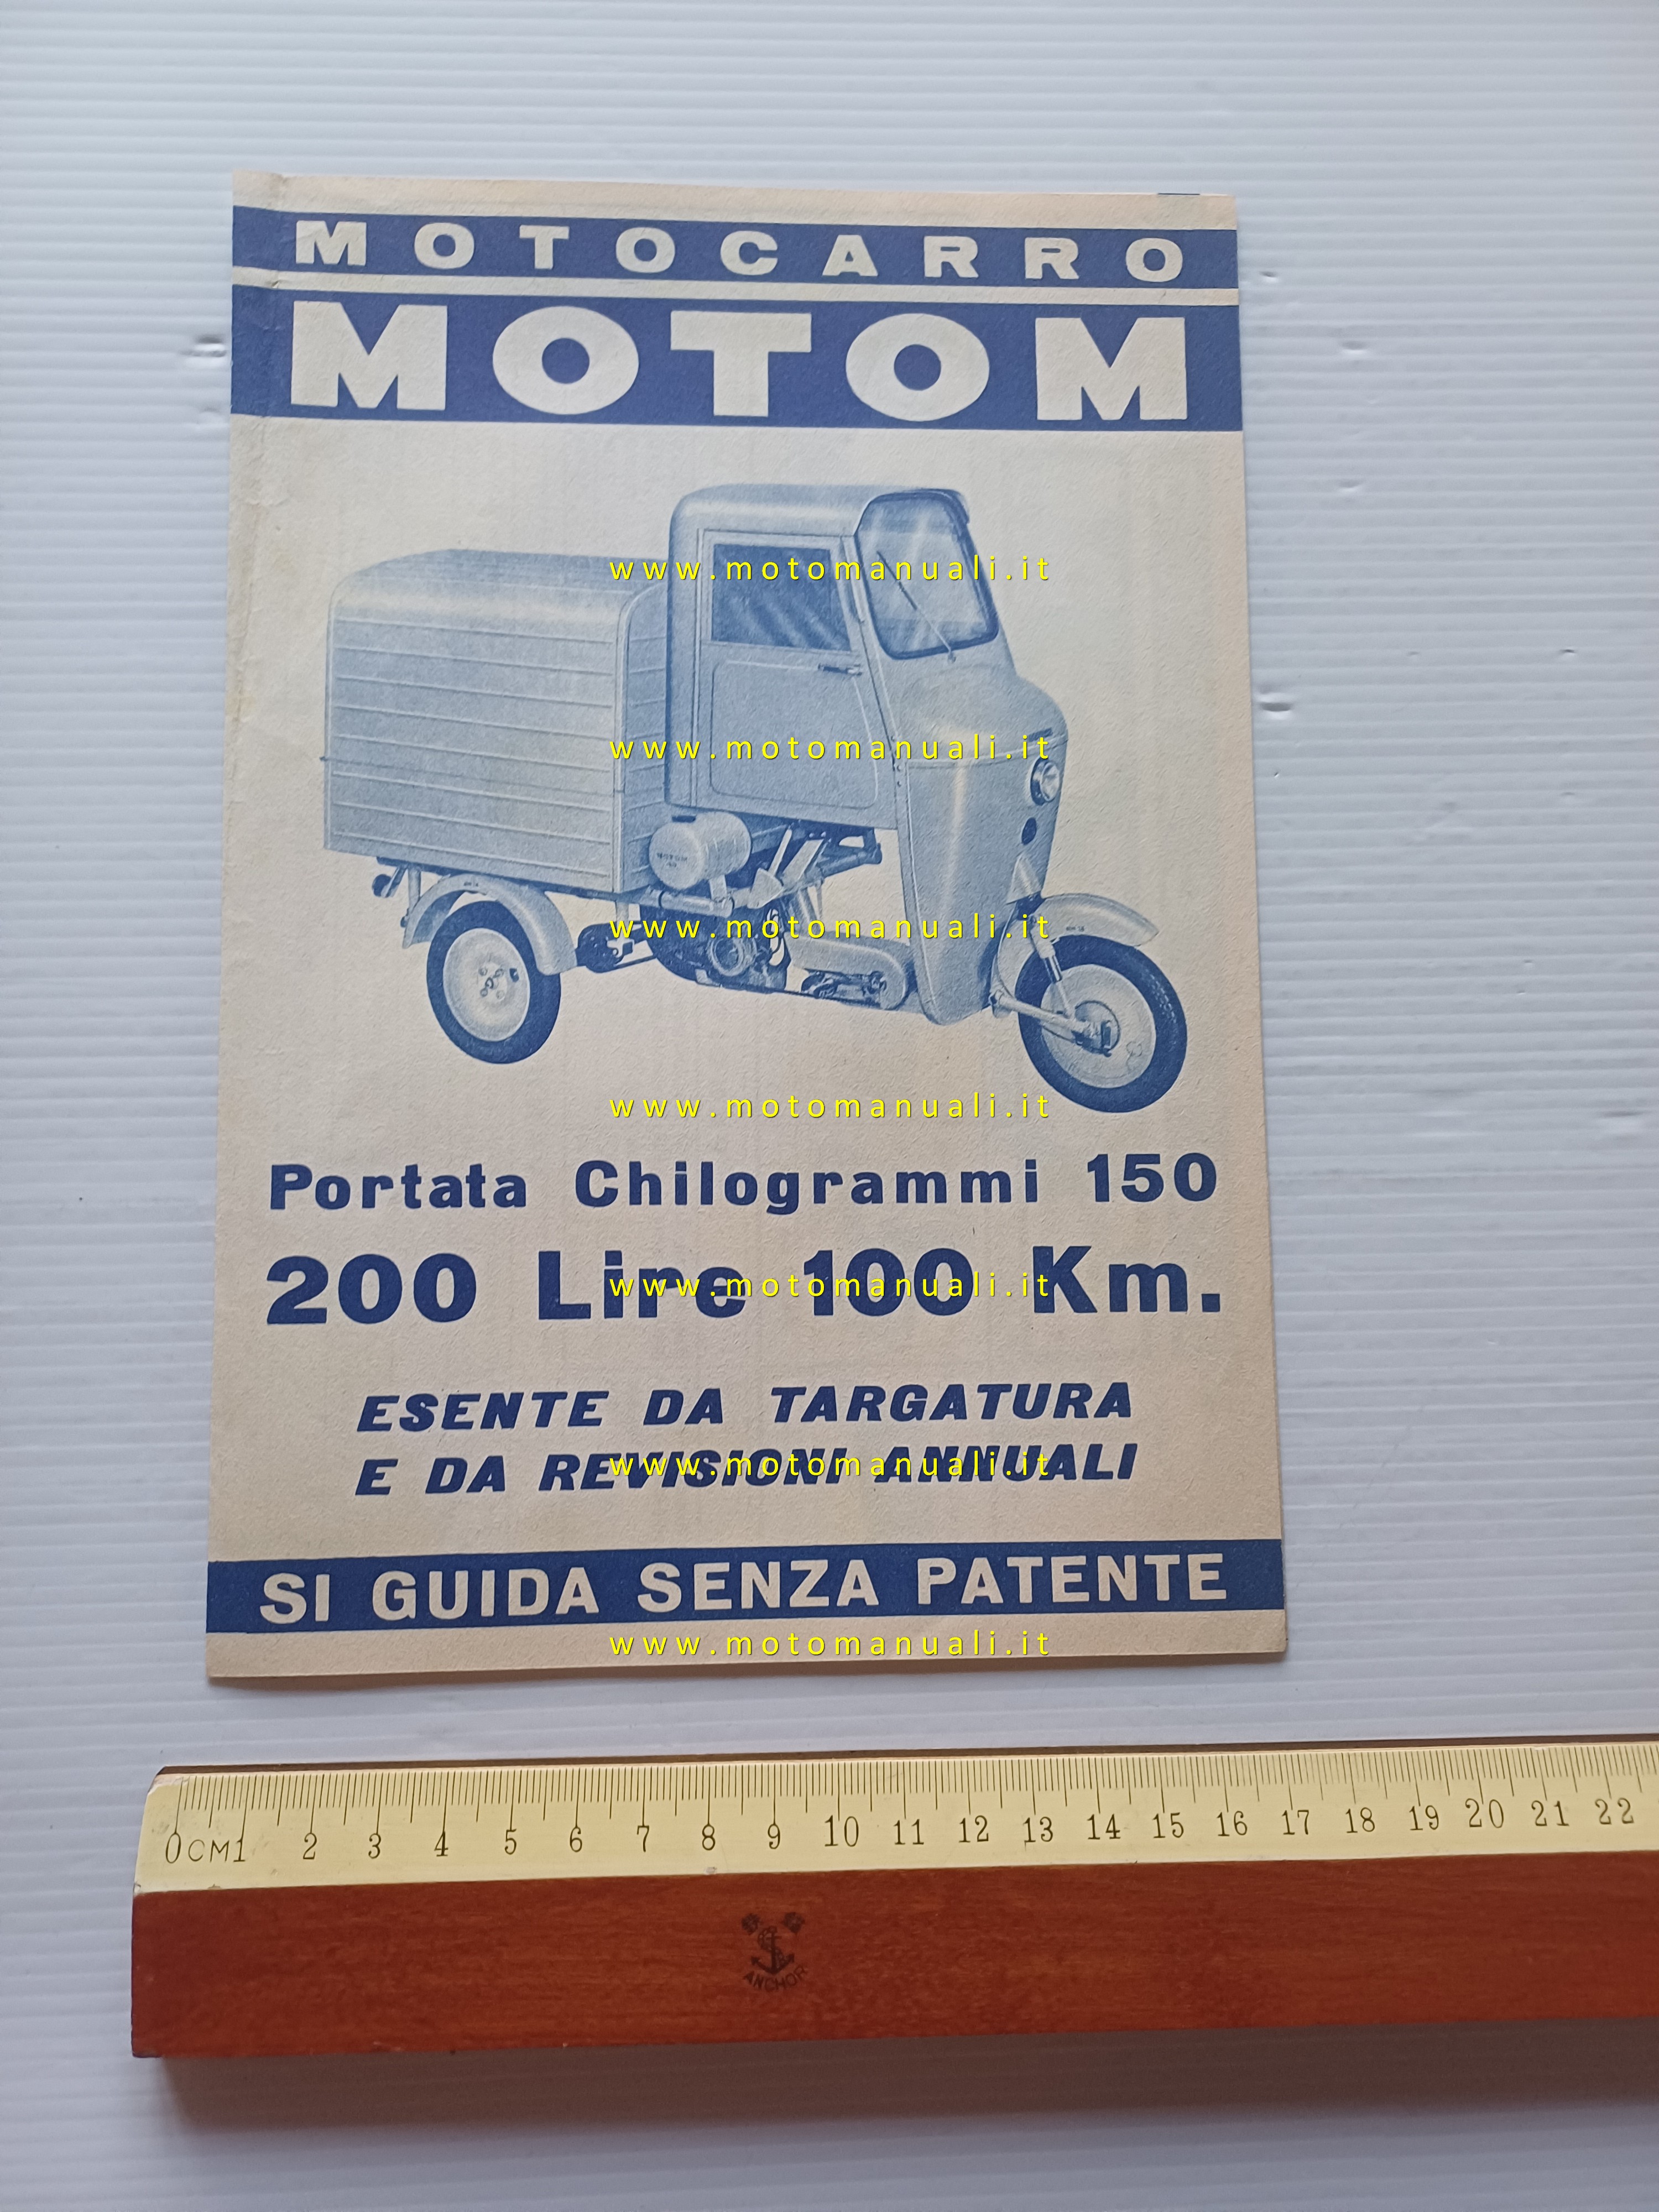 MOTOCARRO
MOTOM
www.motomanuali.it
www.motomanuali.it
MOTOM
www.motomanuali.it
www.motomanuali.it
Portata Chilogrammi 150
200 Lire 100 Km.
www.motomanuali.it
ESENTE DA TARGATURA
E DA REVISIONI ANNUALI
www.motomanuali.it
SI GUIDA SENZA PATENTE
www.motomanuali.it
0CM1 2 3 4 5 6 7 8 9 10 11 12 13 14 15 16 17 18 19 20 21 22
ANCHOR